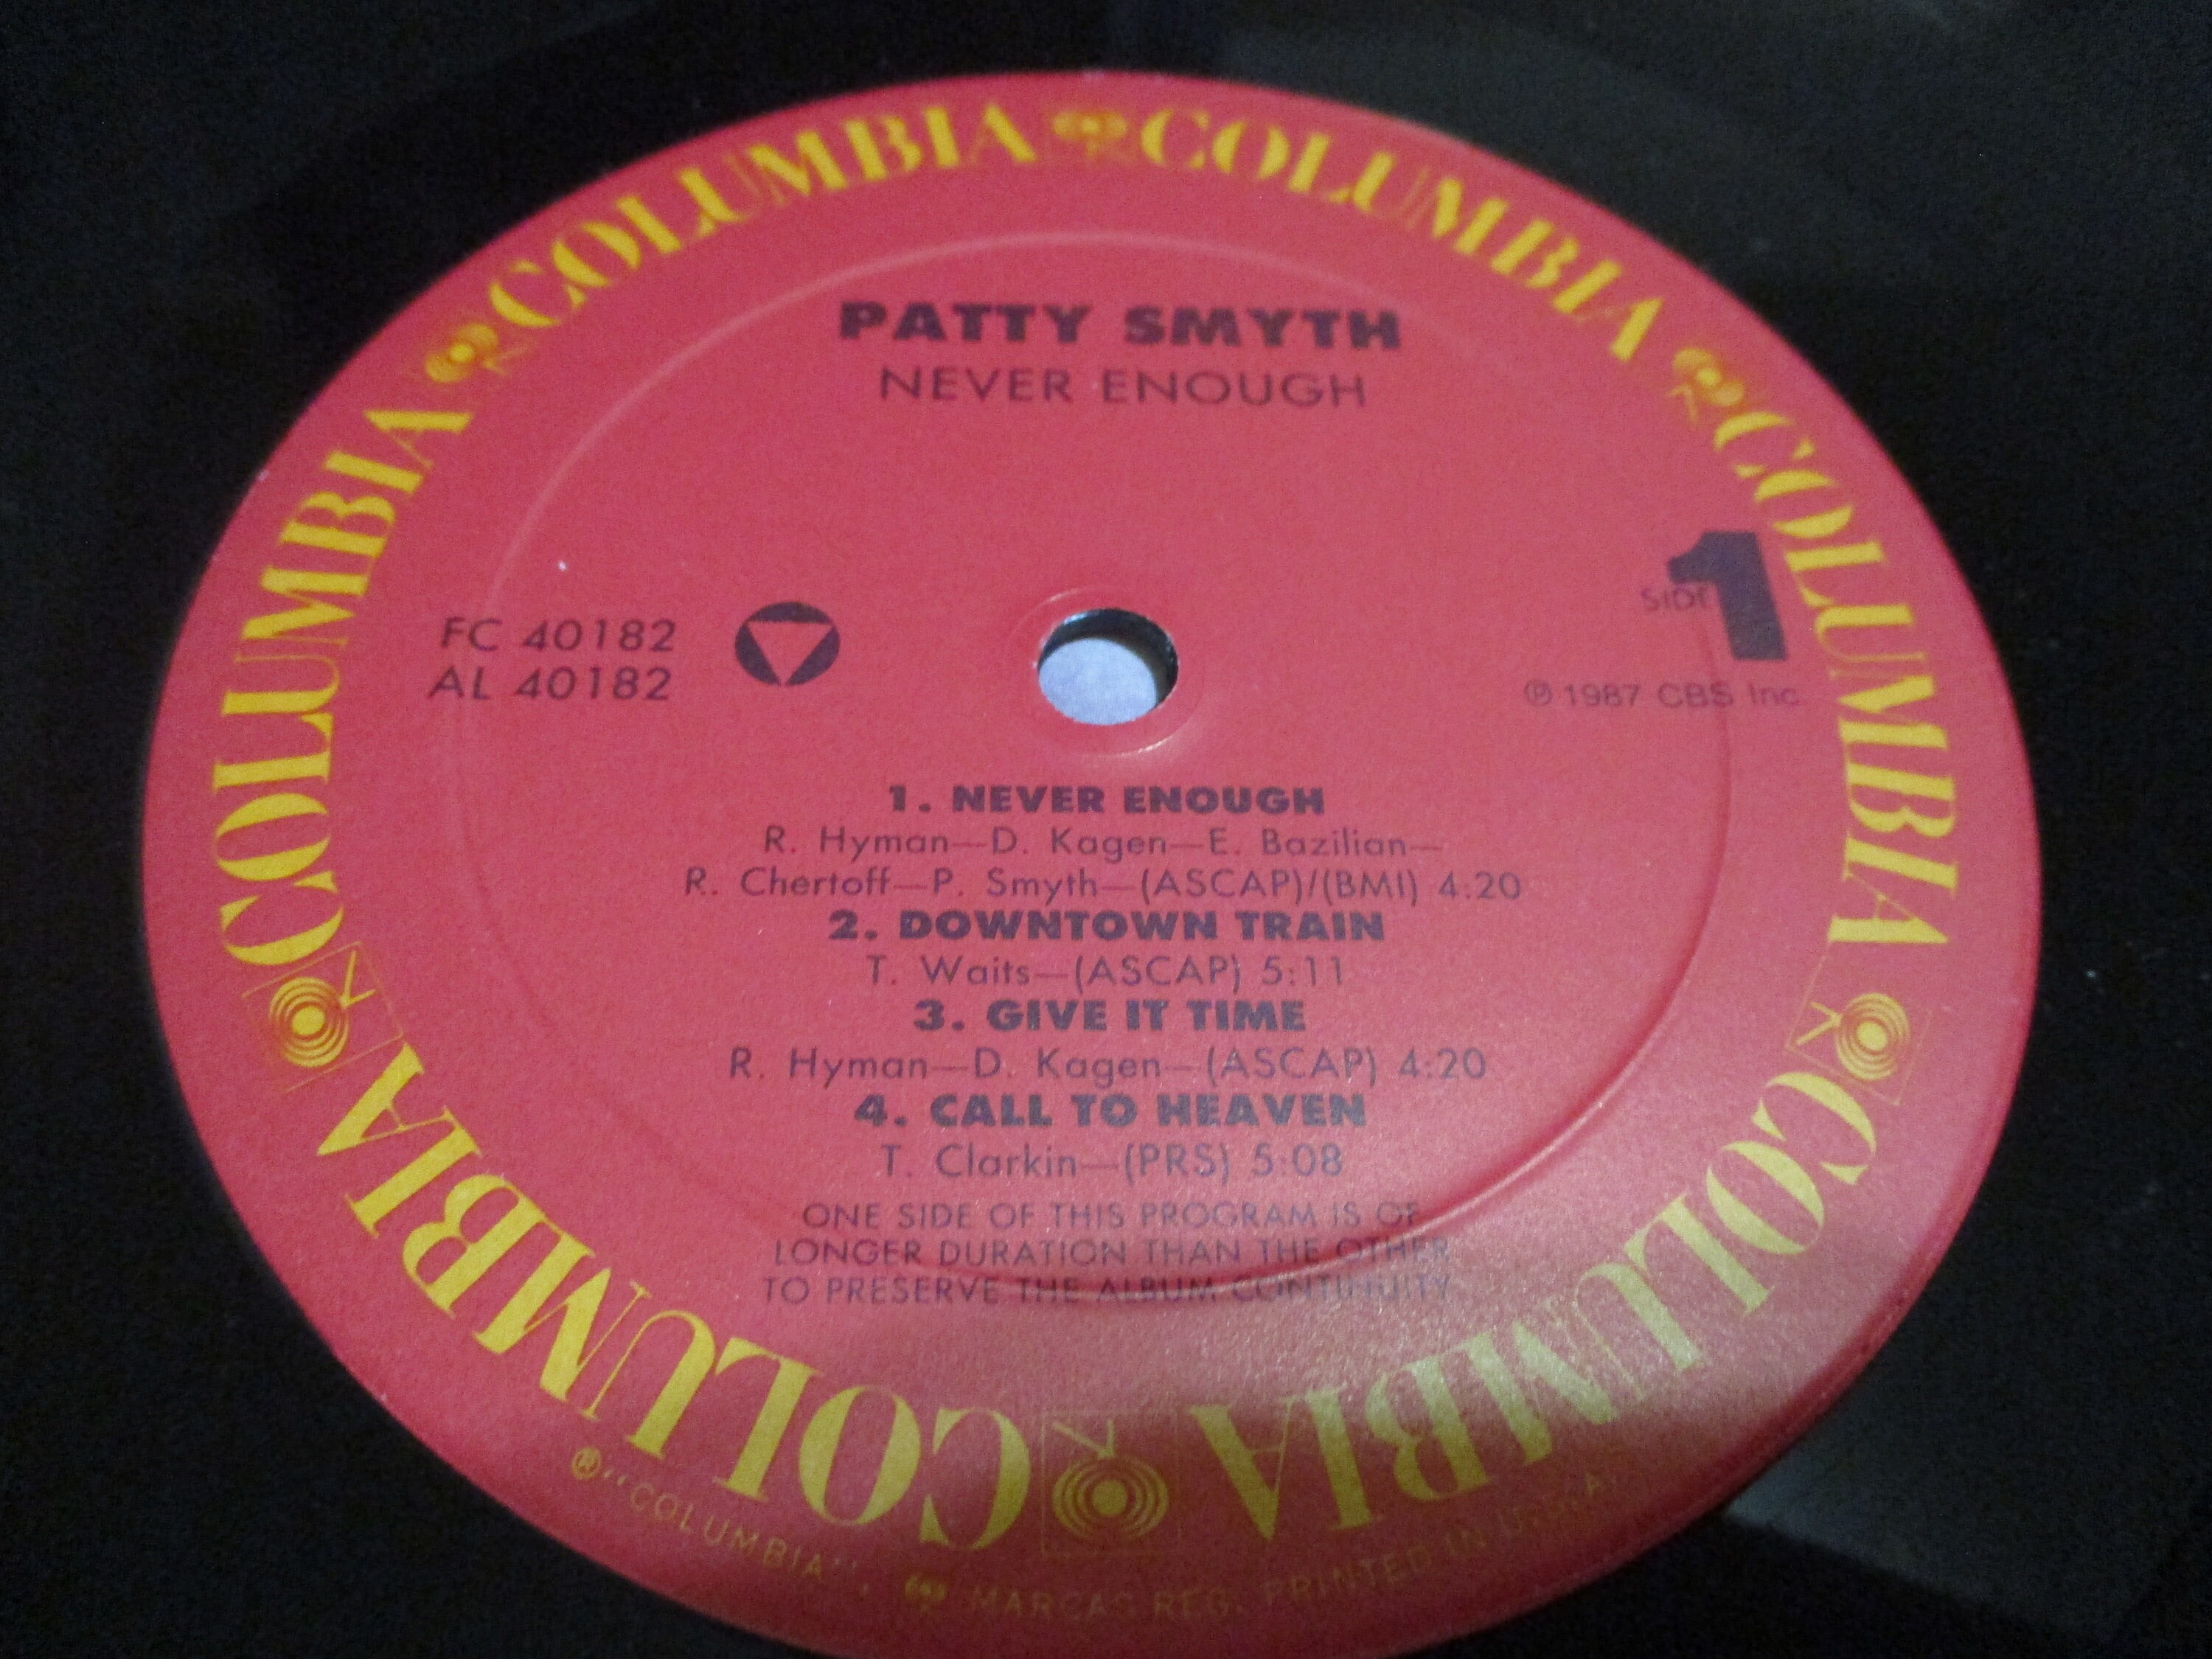 COLUMBIA COLUMBIA COLUMBIA COLUMBIA COLUMBIA COLUMBIA
PATTY SMYTH
NEVER ENOUGH
SIDE 1
FC 40182
AL 40182
℗ 1987 CBS Inc.
1. NEVER ENOUGH
R. Hyman—D. Kagen—E. Bazilian—
R. Chertoff—P. Smyth—(ASCAP)/(BMI) 4:20
2. DOWNTOWN TRAIN
T. Waits—(ASCAP) 5:11
3. GIVE IT TIME
R. Hyman—D. Kagen—(ASCAP) 4:20
4. CALL TO HEAVEN
T. Clarkin—(PRS) 5:08
ONE SIDE OF THIS PROGRAM IS OF
LONGER DURATION THAN THE OTHER
TO PRESERVE THE ALBUM CONTINUITY.
® "COLUMBIA", MARCAS REG. PRINTED IN U.S.A.